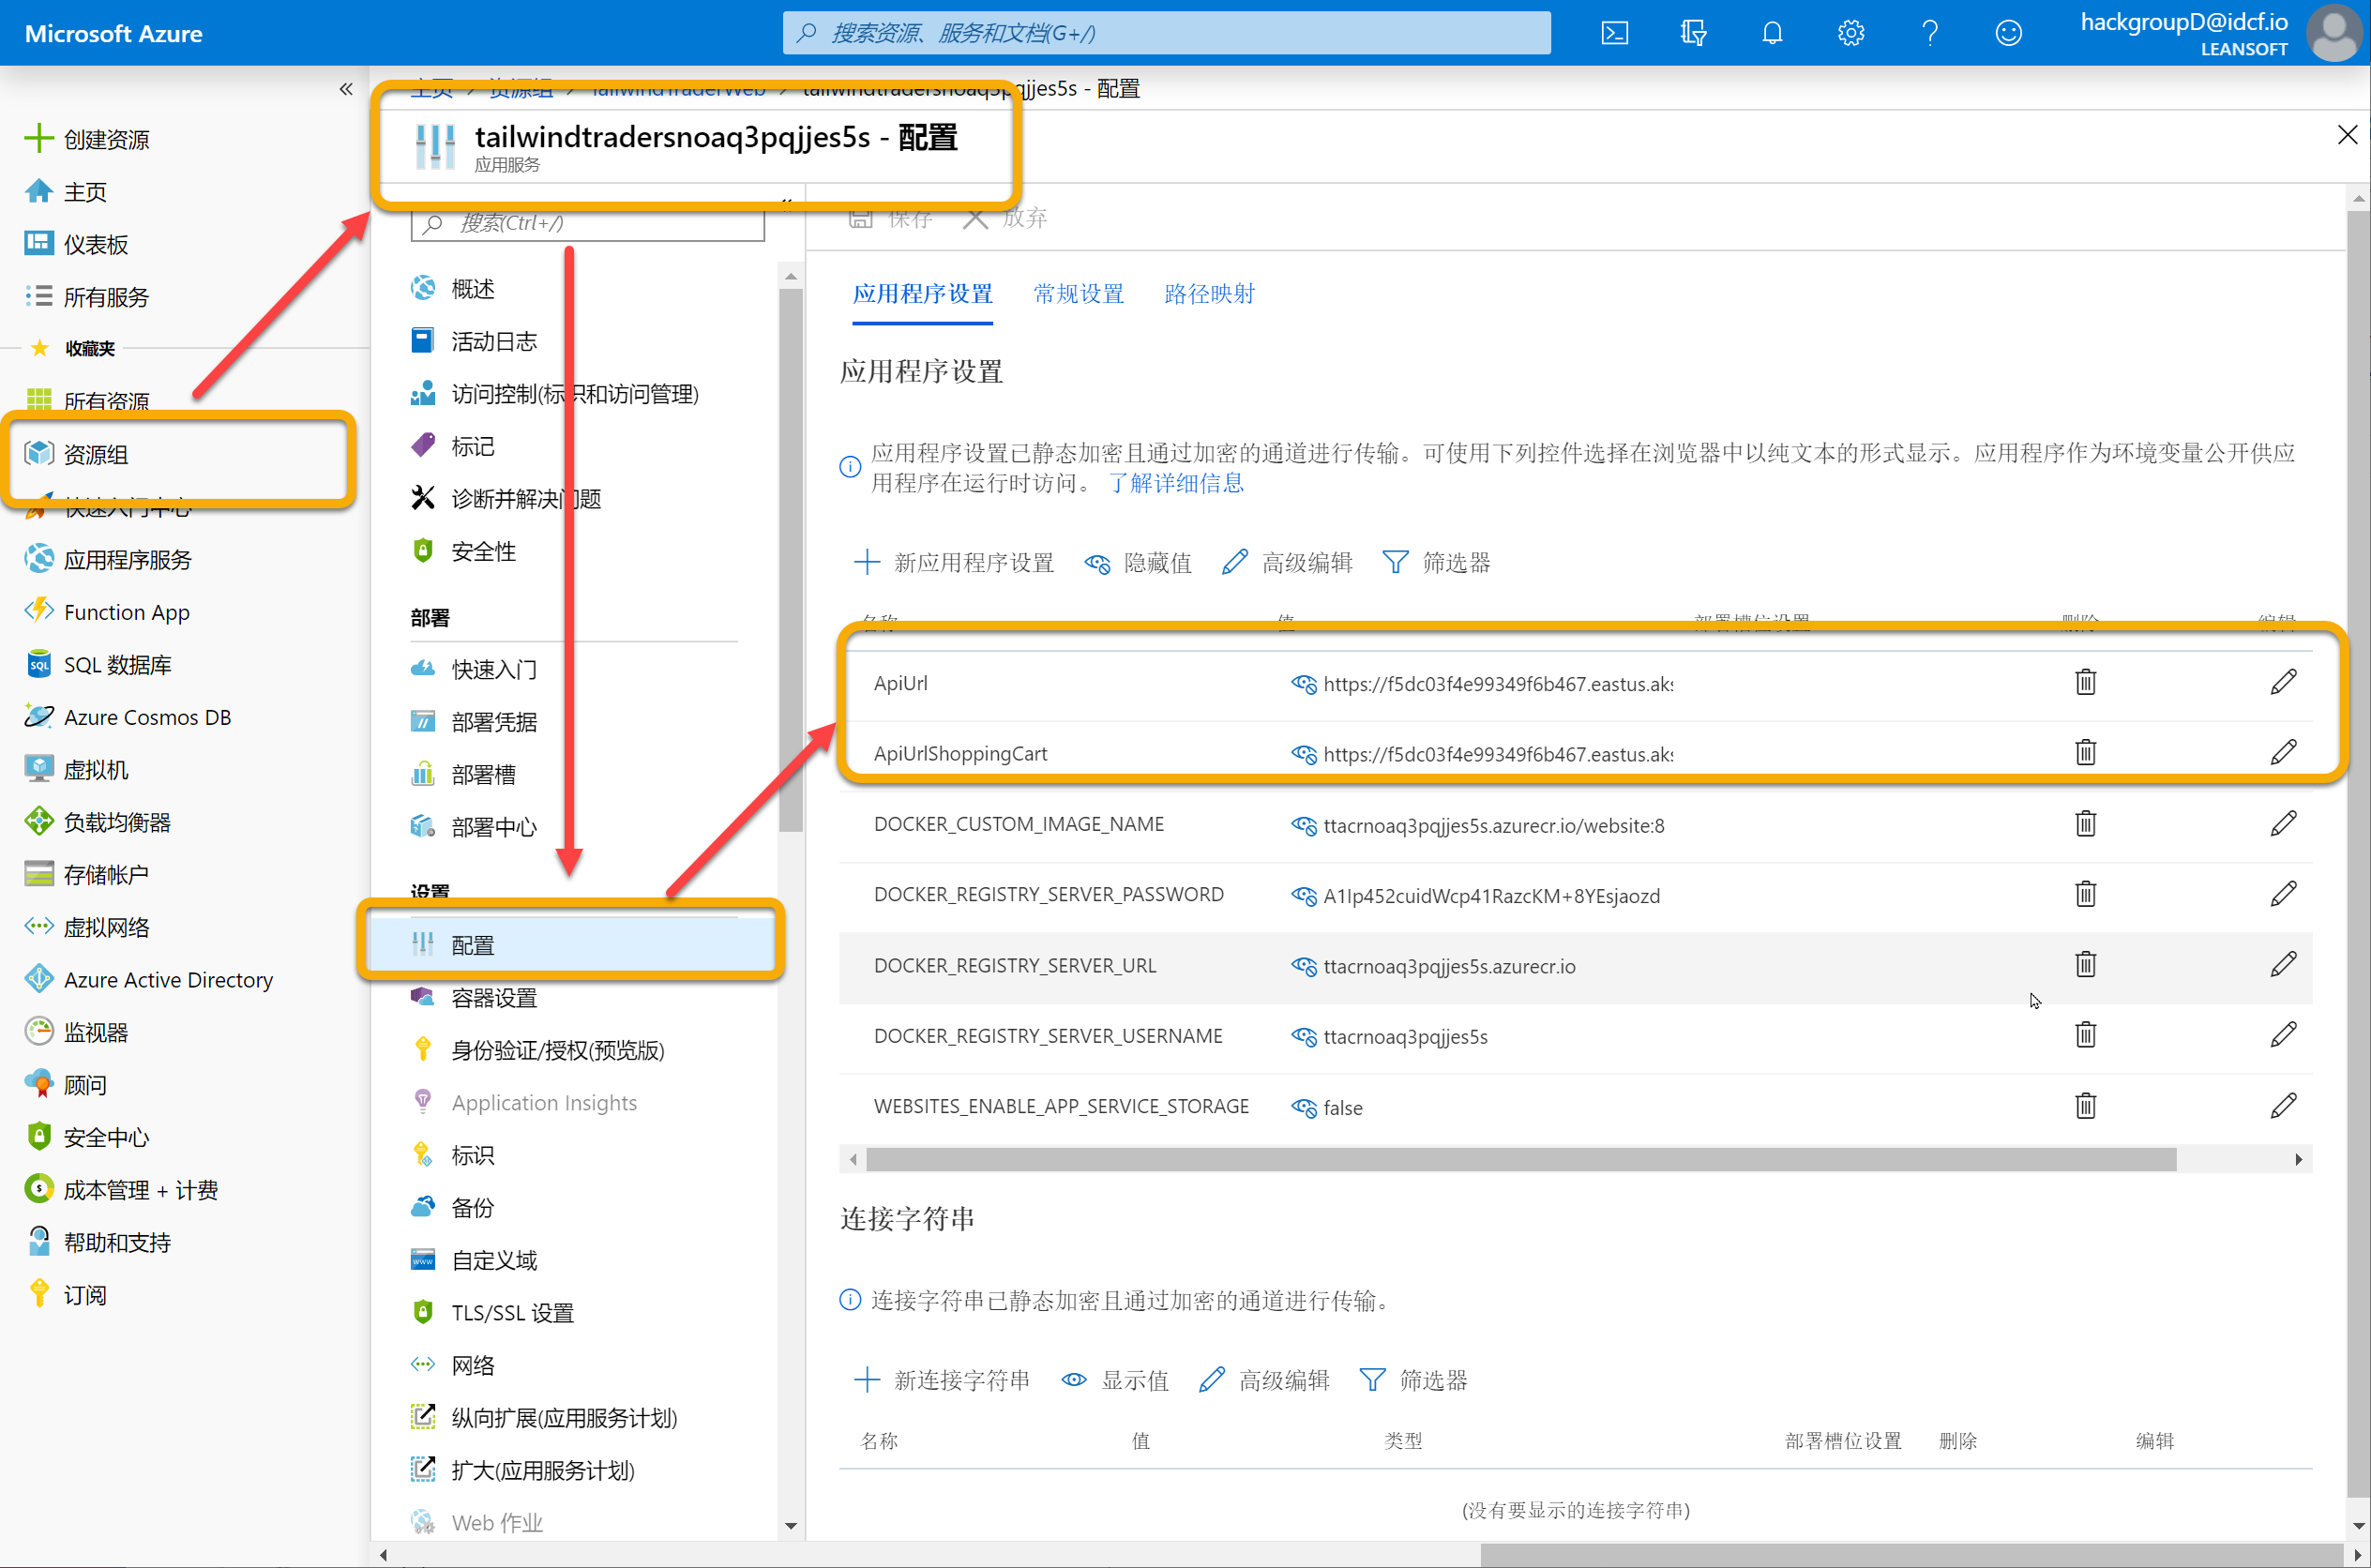 Microsoft Azure
搜索资源、服务和文档(G+/)
hackgroupD@idcf.io
LEANSOFT
主页 > 资源组 > TailwindTraderWeb > tailwindtradersnoaq3pqjjes5s - 配置
tailwindtradersnoaq3pqjjes5s - 配置
应用服务
创建资源
主页
仪表板
所有服务
收藏夹
所有资源
资源组
快速入门中心
应用程序服务
Function App
SQL 数据库
Azure Cosmos DB
虚拟机
负载均衡器
存储帐户
虚拟网络
Azure Active Directory
监视器
顾问
安全中心
成本管理 + 计费
帮助和支持
订阅
搜索(Ctrl+/)
概述
活动日志
访问控制(标识和访问管理)
标记
诊断并解决问题
安全性
部署
快速入门
部署凭据
部署槽
部署中心
设置
配置
容器设置
身份验证/授权(预览版)
Application Insights
标识
备份
自定义域
TLS/SSL 设置
网络
纵向扩展(应用服务计划)
扩大(应用服务计划)
Web 作业
保存 放弃
应用程序设置 常规设置 路径映射
应用程序设置
应用程序设置已静态加密且通过加密的通道进行传输。可使用下列控件选择在浏览器中以纯文本的形式显示。应用程序作为环境变量公开供应
用程序在运行时访问。 了解详细信息
新应用程序设置 隐藏值 高级编辑 筛选器
名称 值 部署槽位设置 删除 编辑
ApiUrl https://f5dc03f4e99349f6b467.eastus.aks
ApiUrlShoppingCart https://f5dc03f4e99349f6b467.eastus.aks
DOCKER_CUSTOM_IMAGE_NAME ttacrnoaq3pqjjes5s.azurecr.io/website:8
DOCKER_REGISTRY_SERVER_PASSWORD A1Ip452cuidWcp41RazcKM+8YEsjaozd
DOCKER_REGISTRY_SERVER_URL ttacrnoaq3pqjjes5s.azurecr.io
DOCKER_REGISTRY_SERVER_USERNAME ttacrnoaq3pqjjes5s
WEBSITES_ENABLE_APP_SERVICE_STORAGE false
连接字符串
连接字符串已静态加密且通过加密的通道进行传输。
新连接字符串 显示值 高级编辑 筛选器
名称 值 类型 部署槽位设置 删除 编辑
(没有要显示的连接字符串)